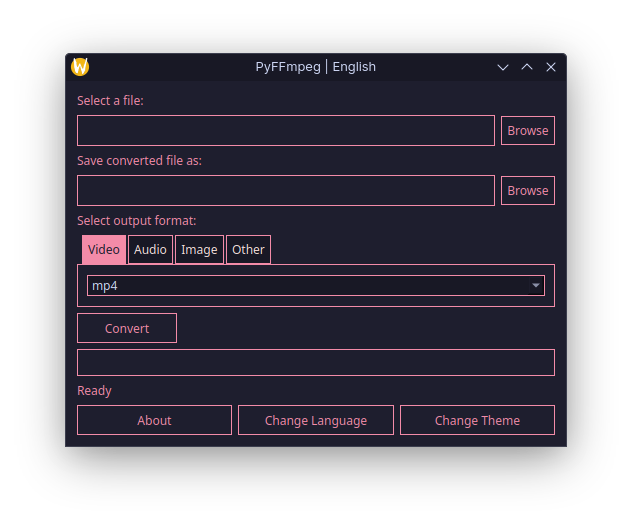 PyFFmpeg | English
Select a file:
Browse
Save converted file as:
Browse
Select output format:
Video Audio Image Other
mp4
Convert
Ready
About Change Language Change Theme